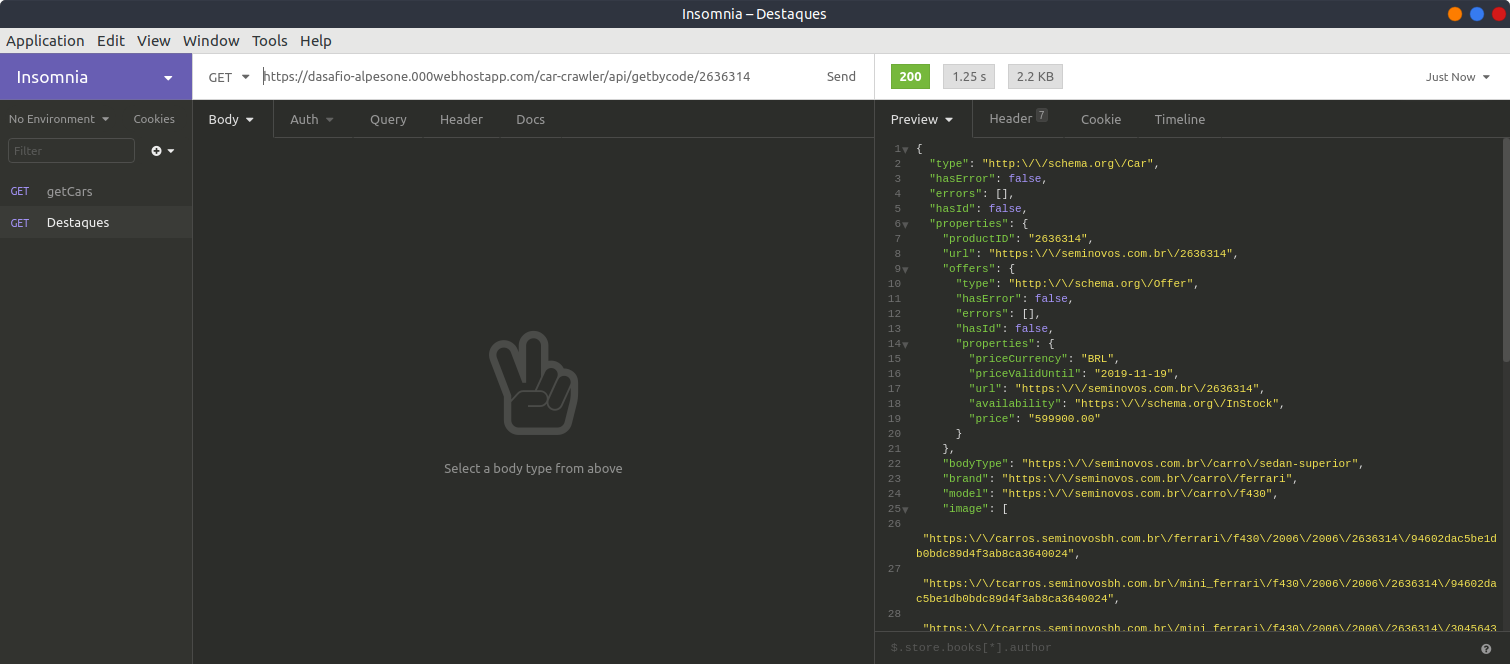 Insomnia – Destaques
Application Edit View Window Tools Help
Insomnia
GET https://dasafio-alpesone.000webhostapp.com/car-crawler/api/getbycode/2636314 Send
200 1.25 s 2.2 KB Just Now
No Environment Cookies
Filter
GET getCars
GET Destaques
Body Auth Query Header Docs
Select a body type from above
Preview Header 7 Cookie Timeline
1 {
2 "type": "http:\/\/schema.org\/Car",
3 "hasError": false,
4 "errors": [],
5 "hasId": false,
6 "properties": {
7 "productID": "2636314",
8 "url": "https:\/\/seminovos.com.br\/2636314",
9 "offers": {
10 "type": "http:\/\/schema.org\/Offer",
11 "hasError": false,
12 "errors": [],
13 "hasId": false,
14 "properties": {
15 "priceCurrency": "BRL",
16 "priceValidUntil": "2019-11-19",
17 "url": "https:\/\/seminovos.com.br\/2636314",
18 "availability": "https:\/\/schema.org\/InStock",
19 "price": "599900.00"
20 }
21 },
22 "bodyType": "https:\/\/seminovos.com.br\/carro\/sedan-superior",
23 "brand": "https:\/\/seminovos.com.br\/carro\/ferrari",
24 "model": "https:\/\/seminovos.com.br\/carro\/f430",
25 "image": [
26
"https:\/\/carros.seminovosbh.com.br\/ferrari\/f430\/2006\/2006\/2636314\/94602dac5be1d
b0bdc89d4f3ab8ca3640024",
27
"https:\/\/tcarros.seminovosbh.com.br\/mini_ferrari\/f430\/2006\/2006\/2636314\/94602da
c5be1db0bdc89d4f3ab8ca3640024",
28
"https:\/\/tcarros.seminovosbh.com.br\/mini_ferrari\/f430\/2006\/2006\/2636314\/3045643
$.store.books[*].author